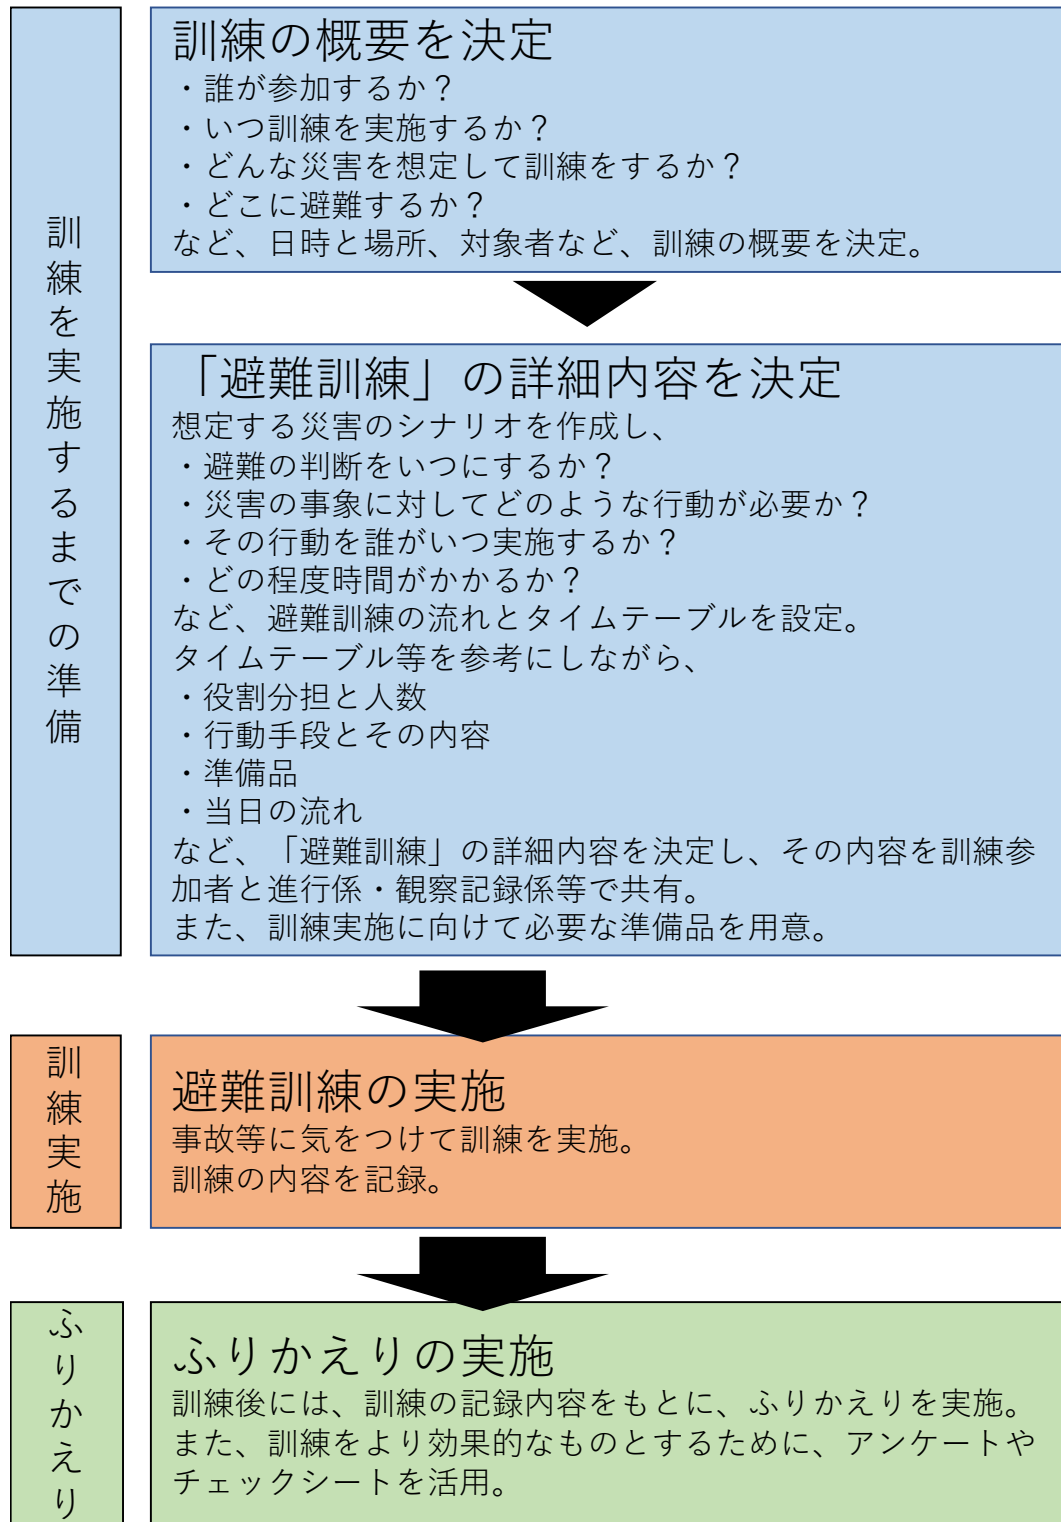 訓練を実施するまでの準備
訓練の概要を決定
・誰が参加するか？
・いつ訓練を実施するか？
・どんな災害を想定して訓練をするか？
・どこに避難するか？
など、日時と場所、対象者など、訓練の概要を決定。
「避難訓練」の詳細内容を決定
想定する災害のシナリオを作成し、
・避難の判断をいつにするか？
・災害の事象に対してどのような行動が必要か？
・その行動を誰がいつ実施するか？
・どの程度時間がかかるか？
など、避難訓練の流れとタイムテーブルを設定。
タイムテーブル等を参考にしながら、
・役割分担と人数
・行動手段とその内容
・準備品
・当日の流れ
など、「避難訓練」の詳細内容を決定し、その内容を訓練参
加者と進行係・観察記録係等で共有。
また、訓練実施に向けて必要な準備品を用意。
訓練実施
避難訓練の実施
事故等に気をつけて訓練を実施。
訓練の内容を記録。
ふりかえり
ふりかえりの実施
訓練後には、訓練の記録内容をもとに、ふりかえりを実施。
また、訓練をより効果的なものとするために、アンケートや
チェックシートを活用。